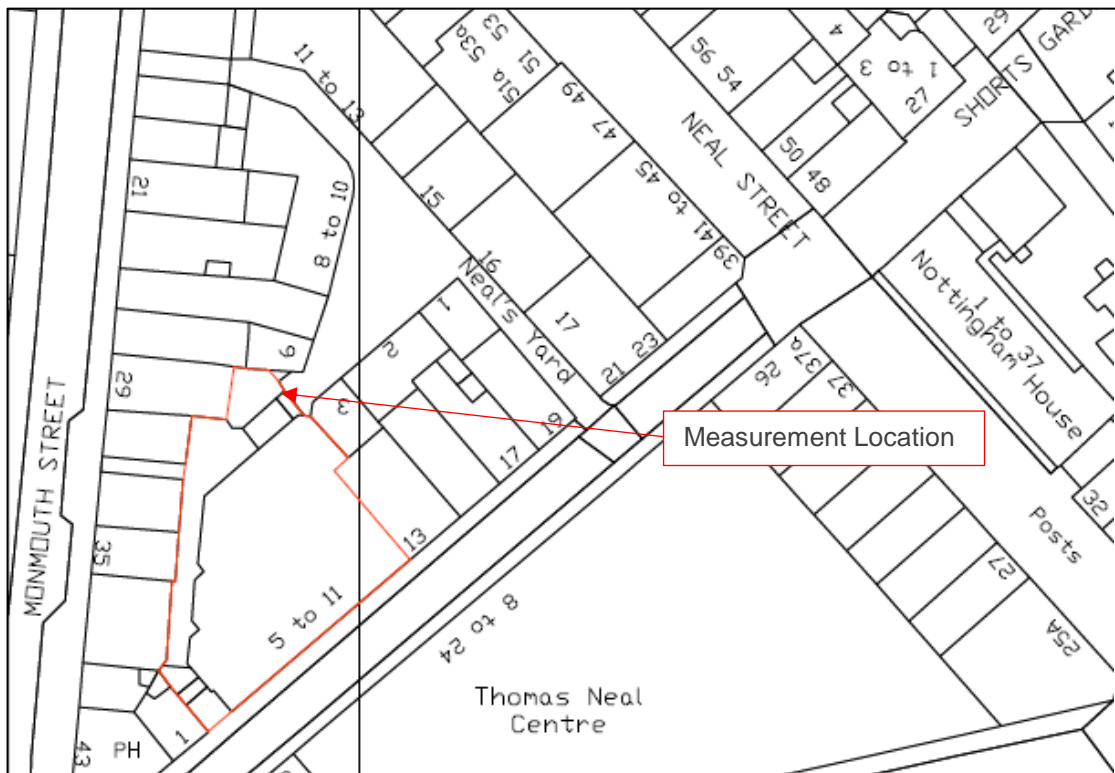 53
51
51a 53a
49
47
41 to 45
39
11 to 13
56 54
4
1 to 3
27
29
SHORTS GARD
NEAL STREET
50 48
21
8 to 10
15
16
Neal's Yard
17
23
21
1
2
3
9
19
17
13
29
MONMOUTH STREET
35
5 to 11
1
PH
43
Measurement Location
26
37a
37
1 to 37
Nottingham House
32
Posts
27
25A
8 to 24
Thomas Neal
Centre